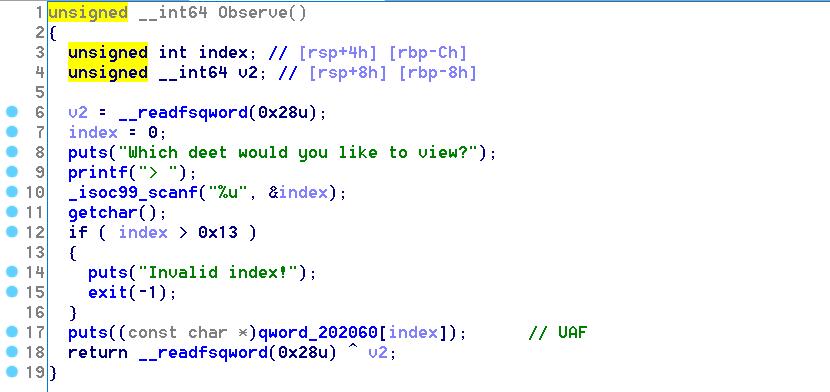 1 unsigned __int64 Observe()
2 {
3 unsigned int index; // [rsp+4h] [rbp-Ch]
4 unsigned __int64 v2; // [rsp+8h] [rbp-8h]
5
6 v2 = __readfsqword(0x28u);
7 index = 0;
8 puts("Which deet would you like to view?");
9 printf("> ");
10 _isoc99_scanf("%u", &index);
11 getchar();
12 if ( index > 0x13 )
13 {
14 puts("Invalid index!");
15 exit(-1);
16 }
17 puts((const char *)qword_202060[index]); // UAF
18 return __readfsqword(0x28u) ^ v2;
19 }